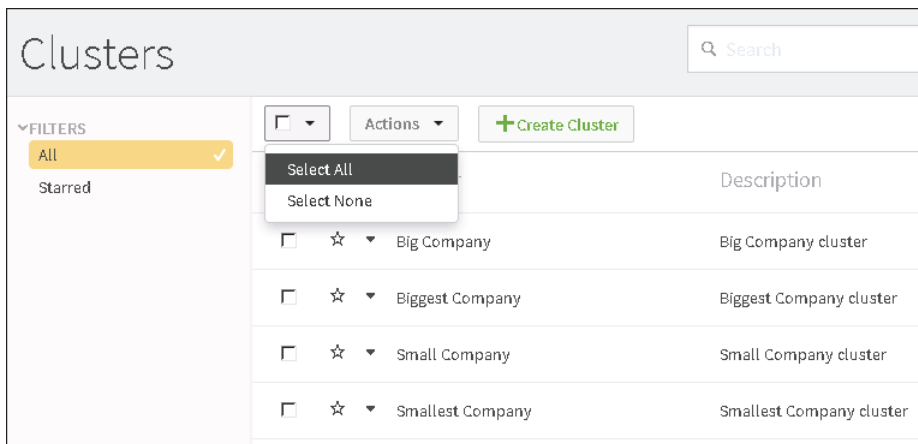 Clusters
Search
FILTERS
All
Starred
Actions
Create Cluster
Select All
Select None
Description
Big Company
Big Company cluster
Biggest Company
Biggest Company cluster
Small Company
Small Company cluster
Smallest Company
Smallest Company cluster